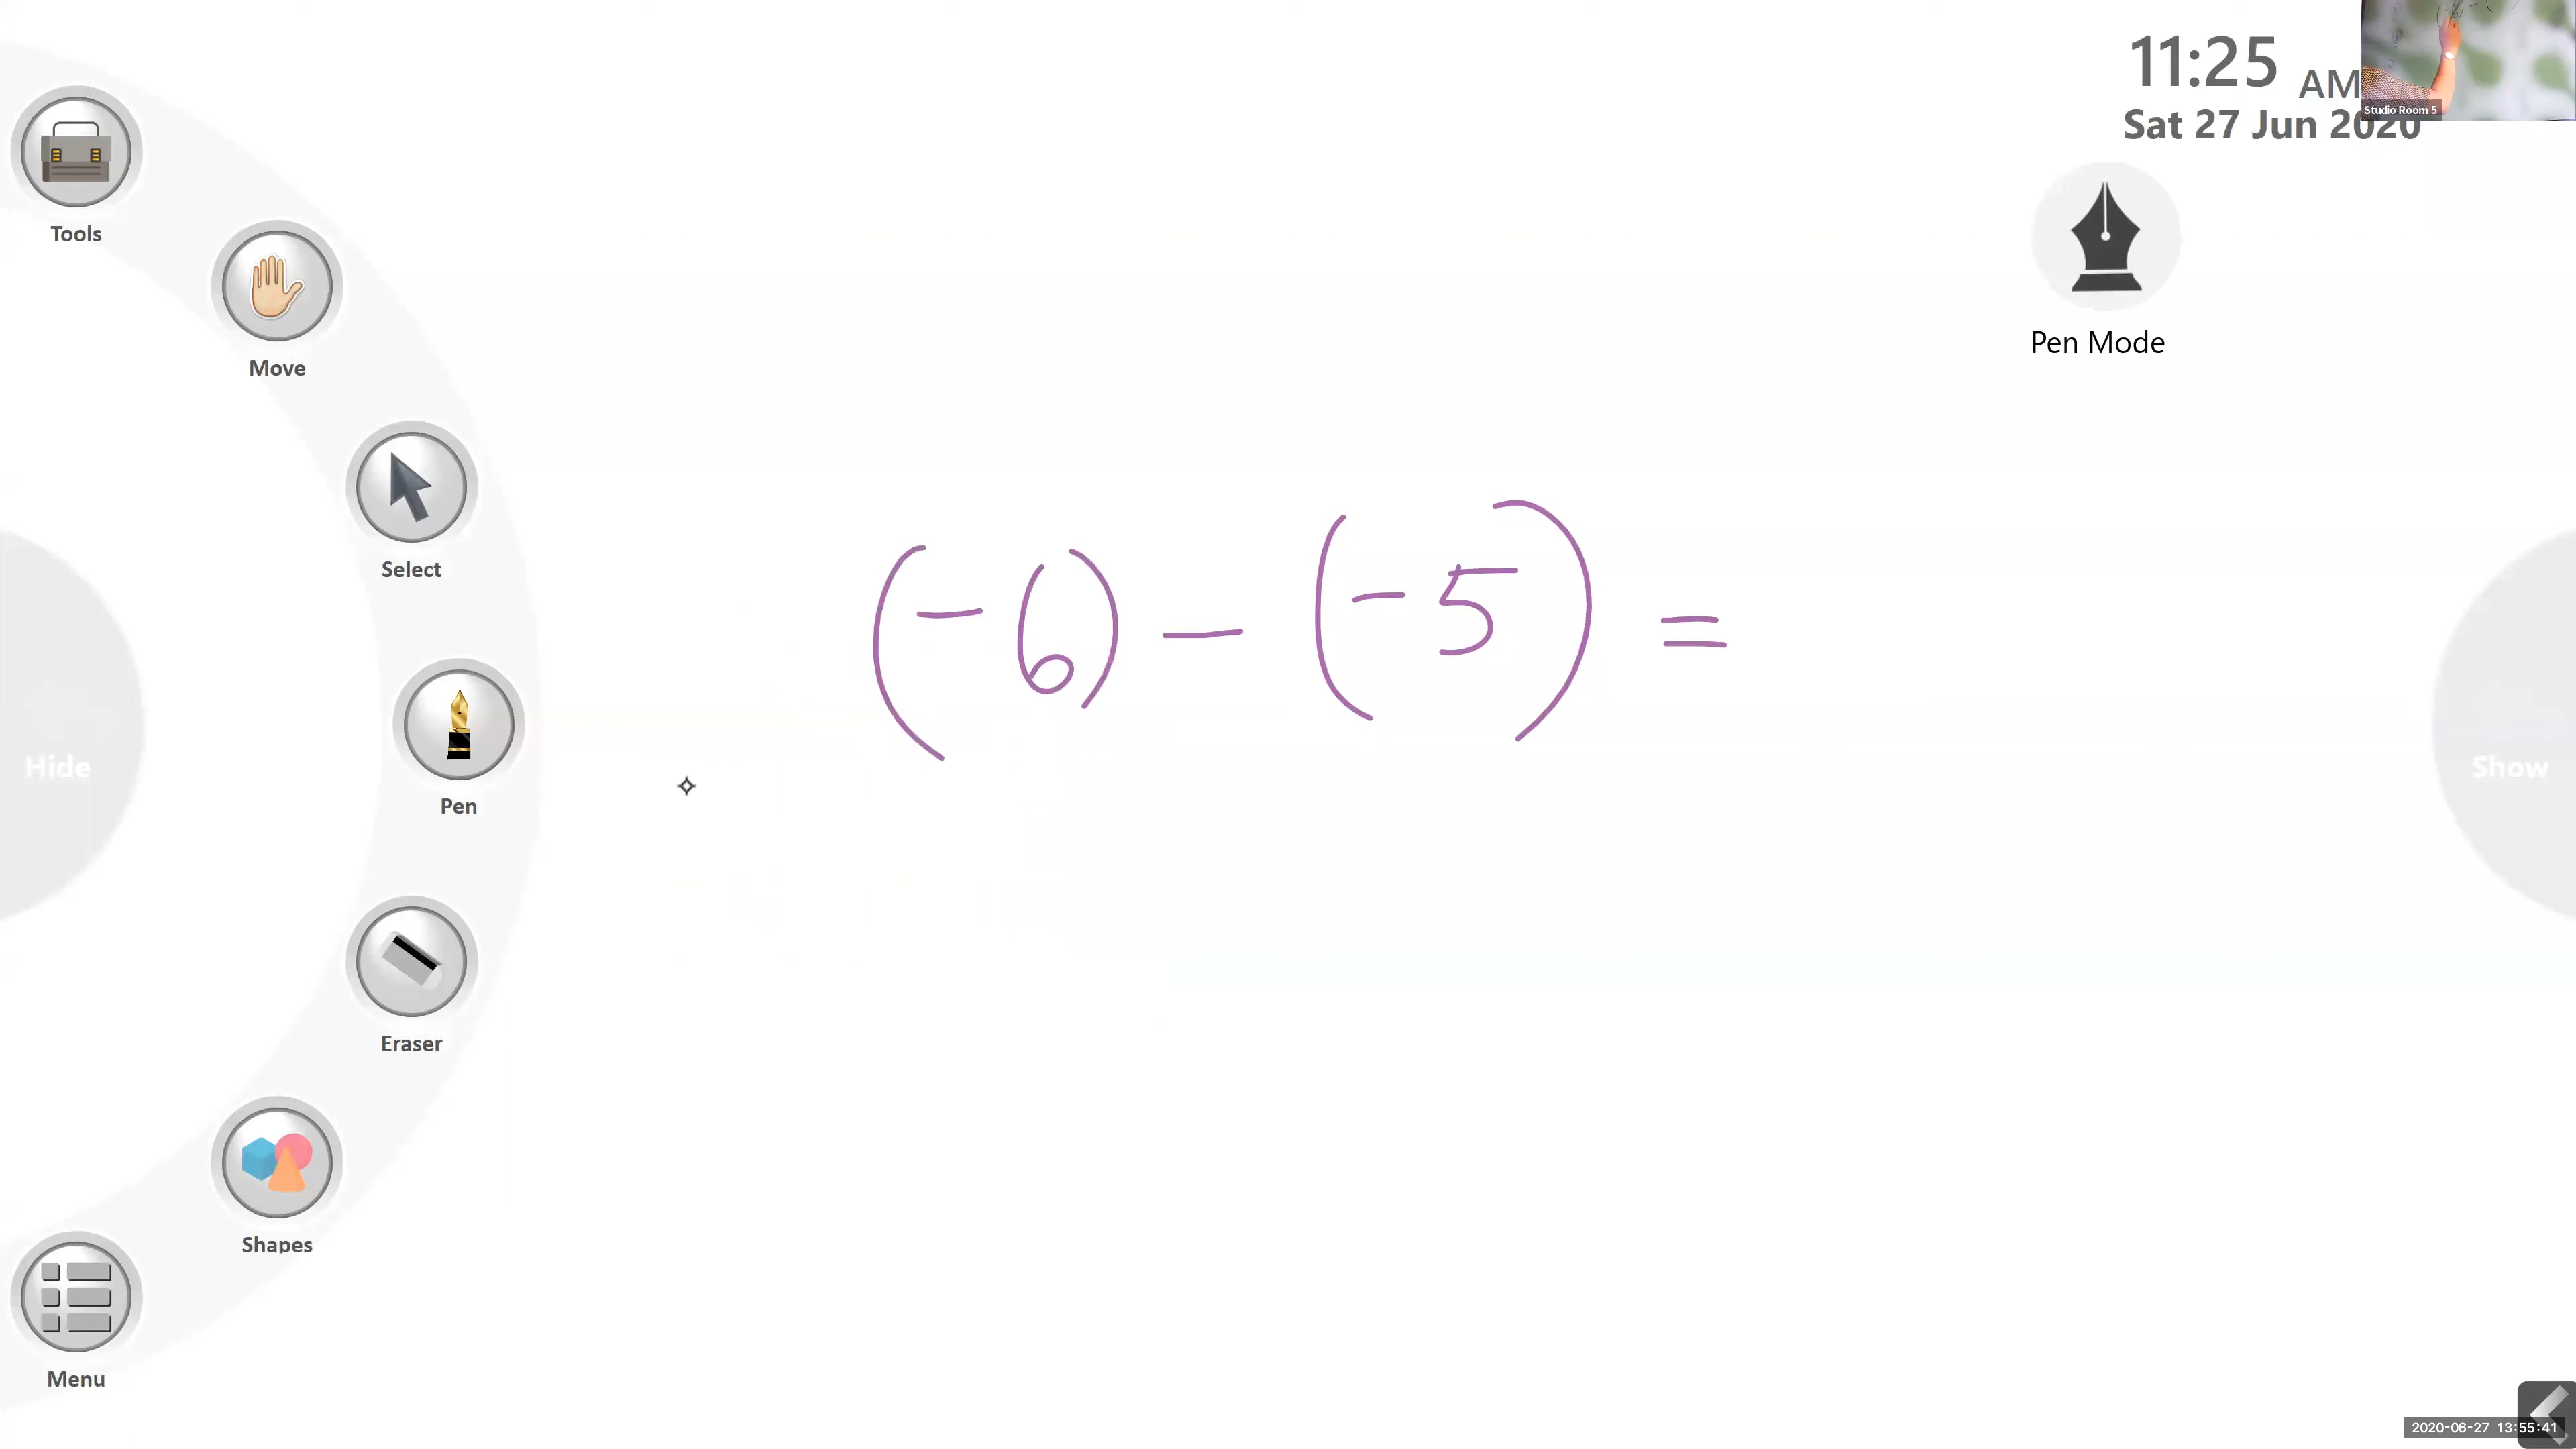 11:25 AM
Studio Room 5
Sat 27 Jun 2020
Tools
Move
Pen Mode
Select
(-6) - (-5) =
Hide
Show
Pen
Eraser
Shapes
Menu
2020-06-27 13:55:41